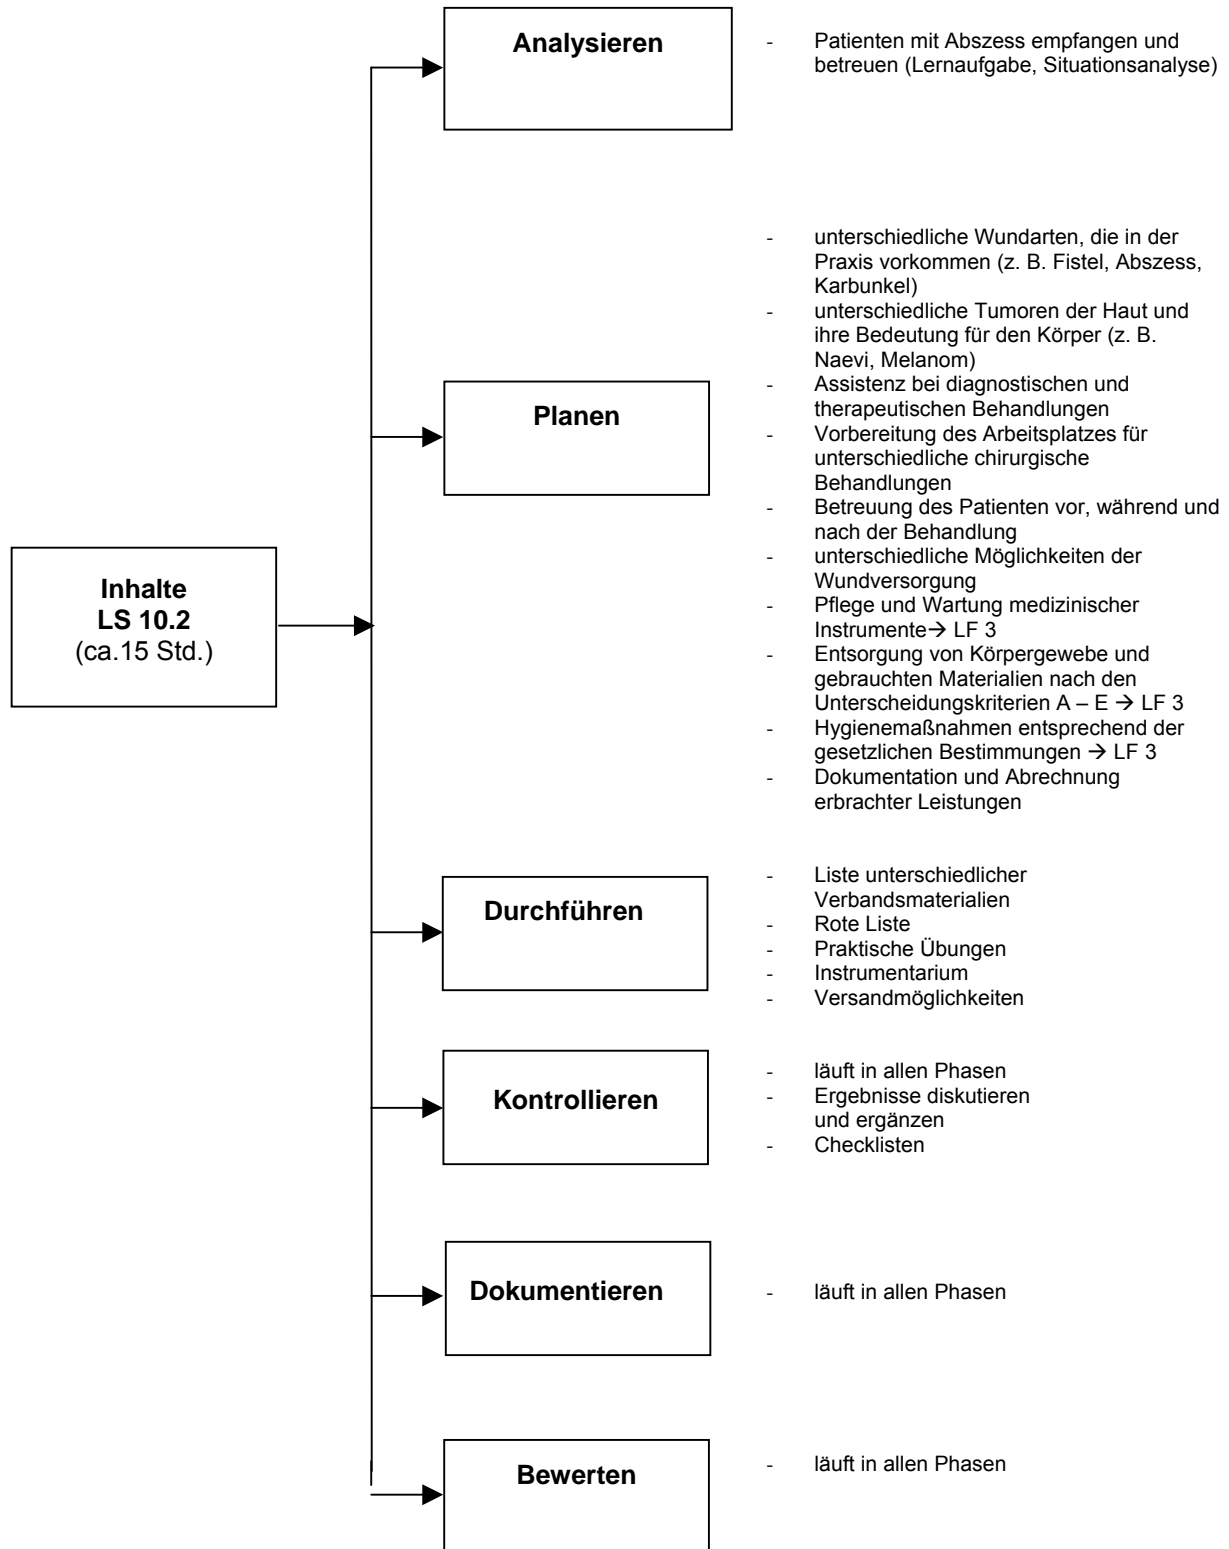 Analysieren
- Patienten mit Abszess empfangen und
betreuen (Lernaufgabe, Situationsanalyse)
- unterschiedliche Wundarten, die in der
Praxis vorkommen (z. B. Fistel, Abszess,
Karbunkel)
- unterschiedliche Tumoren der Haut und
ihre Bedeutung für den Körper (z. B.
Naevi, Melanom)
- Assistenz bei diagnostischen und
therapeutischen Behandlungen
Planen
- Vorbereitung des Arbeitsplatzes für
unterschiedliche chirurgische
Behandlungen
- Betreuung des Patienten vor, während und
nach der Behandlung
- unterschiedliche Möglichkeiten der
Wundversorgung
- Pflege und Wartung medizinischer
Instrumente→ LF 3
- Entsorgung von Körpergewebe und
gebrauchten Materialien nach den
Unterscheidungskriterien A – E → LF 3
- Hygienemaßnahmen entsprechend der
gesetzlichen Bestimmungen → LF 3
- Dokumentation und Abrechnung
erbrachter Leistungen
Inhalte
LS 10.2
(ca.15 Std.)
Durchführen
- Liste unterschiedlicher
Verbandsmaterialien
- Rote Liste
- Praktische Übungen
- Instrumentarium
- Versandmöglichkeiten
Kontrollieren
- läuft in allen Phasen
- Ergebnisse diskutieren
und ergänzen
- Checklisten
Dokumentieren
- läuft in allen Phasen
Bewerten
- läuft in allen Phasen